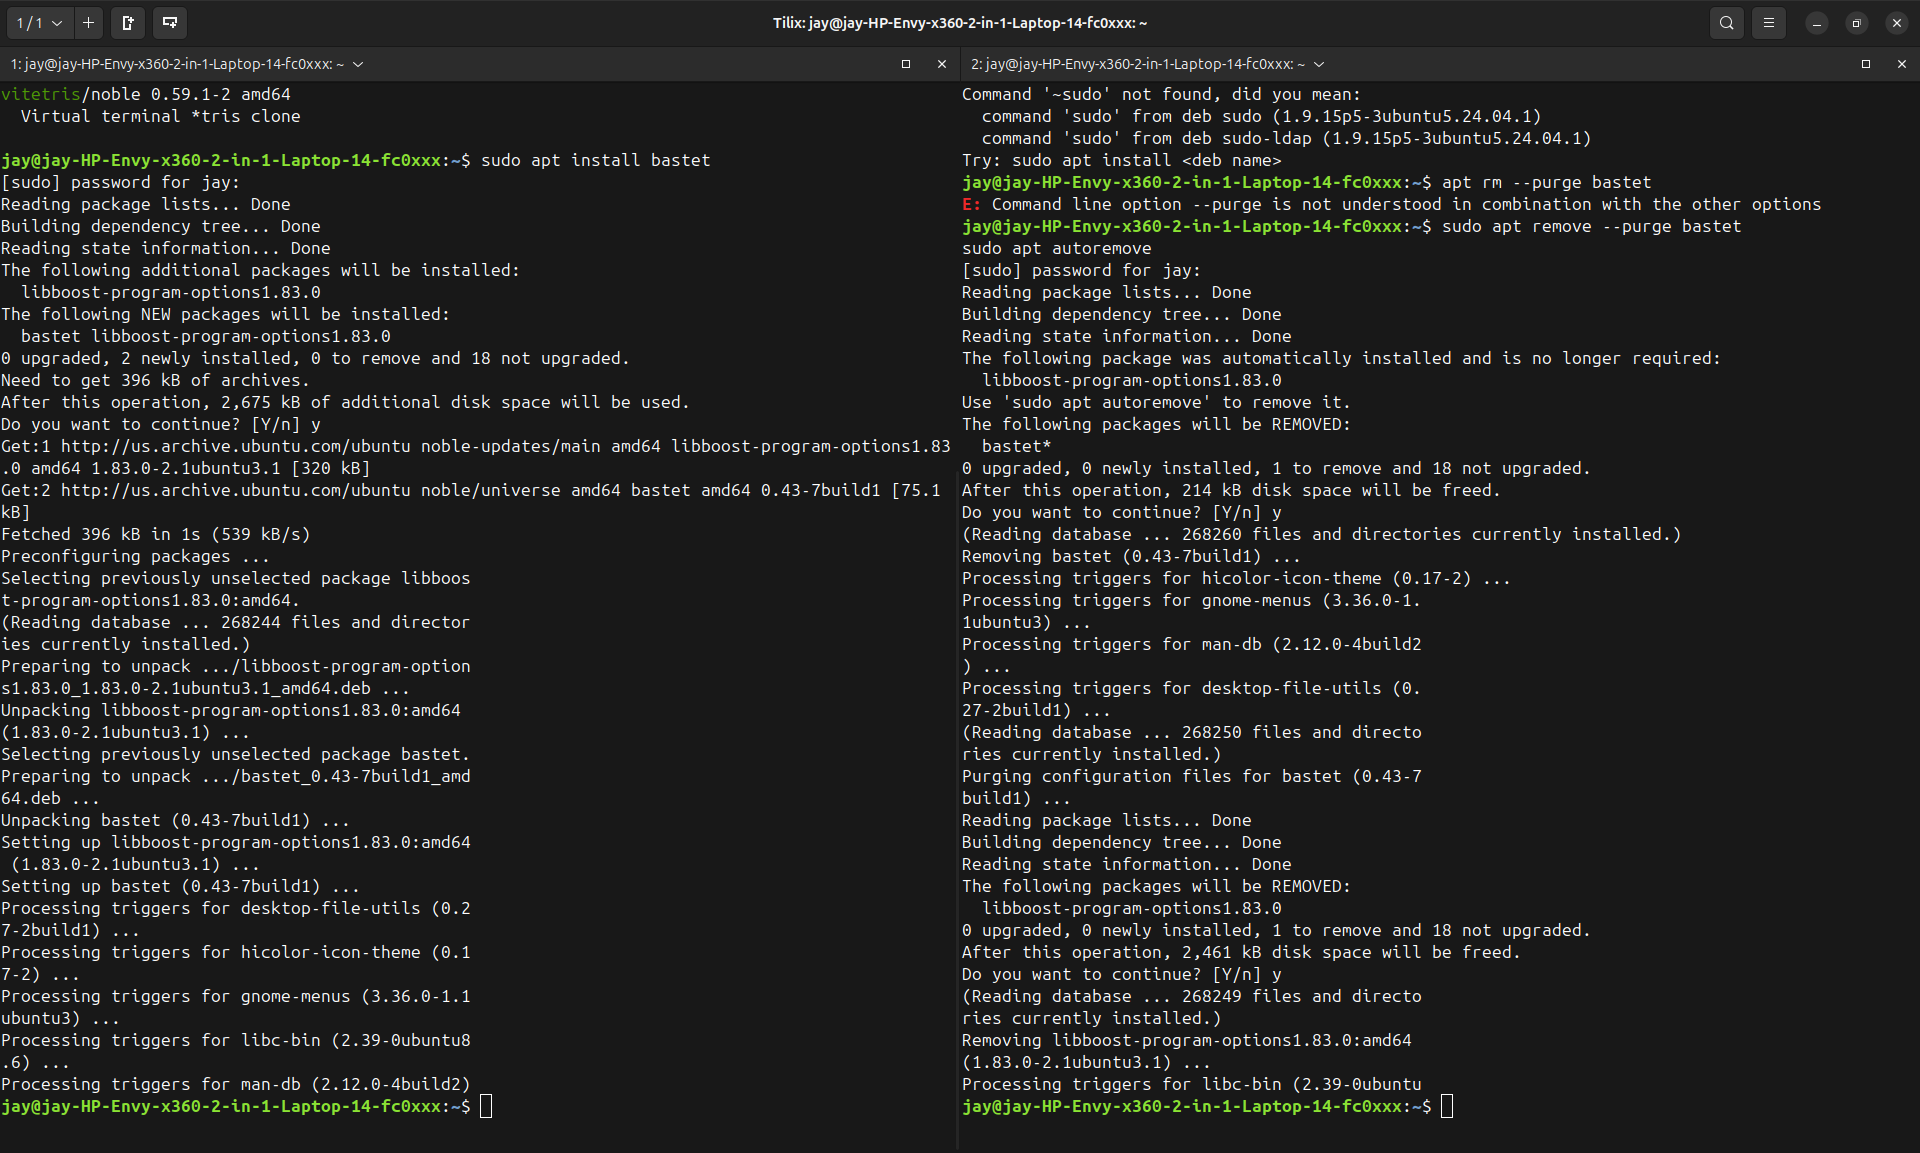 1 / 1
Tilix: jay@jay-HP-Envy-x360-2-in-1-Laptop-14-fc0xxx: ~
1: jay@jay-HP-Envy-x360-2-in-1-Laptop-14-fc0xxx: ~
vitetris/noble 0.59.1-2 amd64
  Virtual terminal *tris clone
jay@jay-HP-Envy-x360-2-in-1-Laptop-14-fc0xxx:~$ sudo apt install bastet
[sudo] password for jay:
Reading package lists... Done
Building dependency tree... Done
Reading state information... Done
The following additional packages will be installed:
  libboost-program-options1.83.0
The following NEW packages will be installed:
  bastet libboost-program-options1.83.0
0 upgraded, 2 newly installed, 0 to remove and 18 not upgraded.
Need to get 396 kB of archives.
After this operation, 2,675 kB of additional disk space will be used.
Do you want to continue? [Y/n] y
Get:1 http://us.archive.ubuntu.com/ubuntu noble-updates/main amd64 libboost-program-options1.83
.0 amd64 1.83.0-2.1ubuntu3.1 [320 kB]
Get:2 http://us.archive.ubuntu.com/ubuntu noble/universe amd64 bastet amd64 0.43-7build1 [75.1
kB]
Fetched 396 kB in 1s (539 kB/s)
Preconfiguring packages ...
Selecting previously unselected package libboos
t-program-options1.83.0:amd64.
(Reading database ... 268244 files and director
ies currently installed.)
Preparing to unpack .../libboost-program-option
s1.83.0_1.83.0-2.1ubuntu3.1_amd64.deb ...
Unpacking libboost-program-options1.83.0:amd64
(1.83.0-2.1ubuntu3.1) ...
Selecting previously unselected package bastet.
Preparing to unpack .../bastet_0.43-7build1_amd
64.deb ...
Unpacking bastet (0.43-7build1) ...
Setting up libboost-program-options1.83.0:amd64
 (1.83.0-2.1ubuntu3.1) ...
Setting up bastet (0.43-7build1) ...
Processing triggers for desktop-file-utils (0.2
7-2build1) ...
Processing triggers for hicolor-icon-theme (0.1
7-2) ...
Processing triggers for gnome-menus (3.36.0-1.1
ubuntu3) ...
Processing triggers for libc-bin (2.39-0ubuntu8
.6) ...
Processing triggers for man-db (2.12.0-4build2)
jay@jay-HP-Envy-x360-2-in-1-Laptop-14-fc0xxx:~$
2: jay@jay-HP-Envy-x360-2-in-1-Laptop-14-fc0xxx: ~
Command '~sudo' not found, did you mean:
  command 'sudo' from deb sudo (1.9.15p5-3ubuntu5.24.04.1)
  command 'sudo' from deb sudo-ldap (1.9.15p5-3ubuntu5.24.04.1)
Try: sudo apt install <deb name>
jay@jay-HP-Envy-x360-2-in-1-Laptop-14-fc0xxx:~$ apt rm --purge bastet
E: Command line option --purge is not understood in combination with the other options
jay@jay-HP-Envy-x360-2-in-1-Laptop-14-fc0xxx:~$ sudo apt remove --purge bastet
sudo apt autoremove
[sudo] password for jay:
Reading package lists... Done
Building dependency tree... Done
Reading state information... Done
The following package was automatically installed and is no longer required:
  libboost-program-options1.83.0
Use 'sudo apt autoremove' to remove it.
The following packages will be REMOVED:
  bastet*
0 upgraded, 0 newly installed, 1 to remove and 18 not upgraded.
After this operation, 214 kB disk space will be freed.
Do you want to continue? [Y/n] y
(Reading database ... 268260 files and directories currently installed.)
Removing bastet (0.43-7build1) ...
Processing triggers for hicolor-icon-theme (0.17-2) ...
Processing triggers for gnome-menus (3.36.0-1.
1ubuntu3) ...
Processing triggers for man-db (2.12.0-4build2
) ...
Processing triggers for desktop-file-utils (0.
27-2build1) ...
(Reading database ... 268250 files and directo
ries currently installed.)
Purging configuration files for bastet (0.43-7
build1) ...
Reading package lists... Done
Building dependency tree... Done
Reading state information... Done
The following packages will be REMOVED:
  libboost-program-options1.83.0
0 upgraded, 0 newly installed, 1 to remove and 18 not upgraded.
After this operation, 2,461 kB disk space will be freed.
Do you want to continue? [Y/n] y
(Reading database ... 268249 files and directo
ries currently installed.)
Removing libboost-program-options1.83.0:amd64
(1.83.0-2.1ubuntu3.1) ...
Processing triggers for libc-bin (2.39-0ubuntu
jay@jay-HP-Envy-x360-2-in-1-Laptop-14-fc0xxx:~$